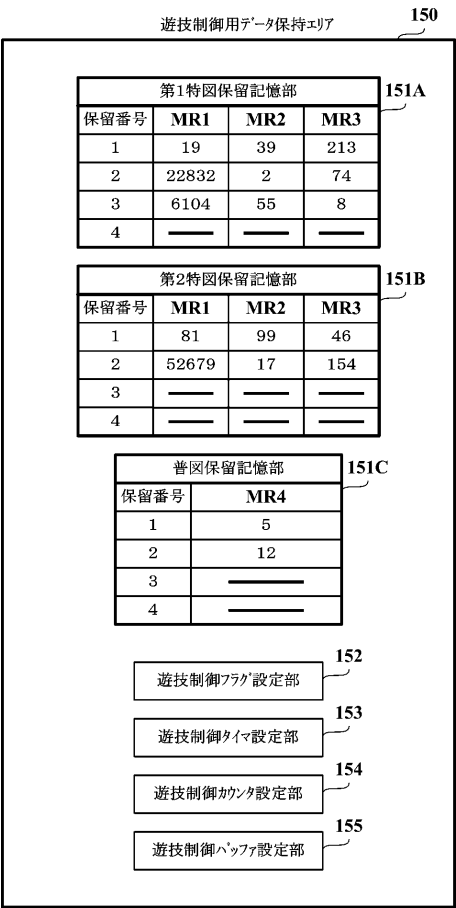 遊技制御用ﾃﾞｰﾀ保持ｴﾘｱ
150
第1特図保留記憶部
151A
保留番号 MR1 MR2 MR3
1 19 39 213
2 22832 2 74
3 6104 55 8
4 ── ── ──
第2特図保留記憶部
151B
保留番号 MR1 MR2 MR3
1 81 99 46
2 52679 17 154
3 ── ── ──
4 ── ── ──
普図保留記憶部
151C
保留番号 MR4
1 5
2 12
3 ──
4 ──
152
遊技制御ﾌﾗｸﾞ設定部
153
遊技制御ﾀｲﾏ設定部
154
遊技制御ｶｳﾝﾀ設定部
155
遊技制御ﾊﾞｯﾌｧ設定部